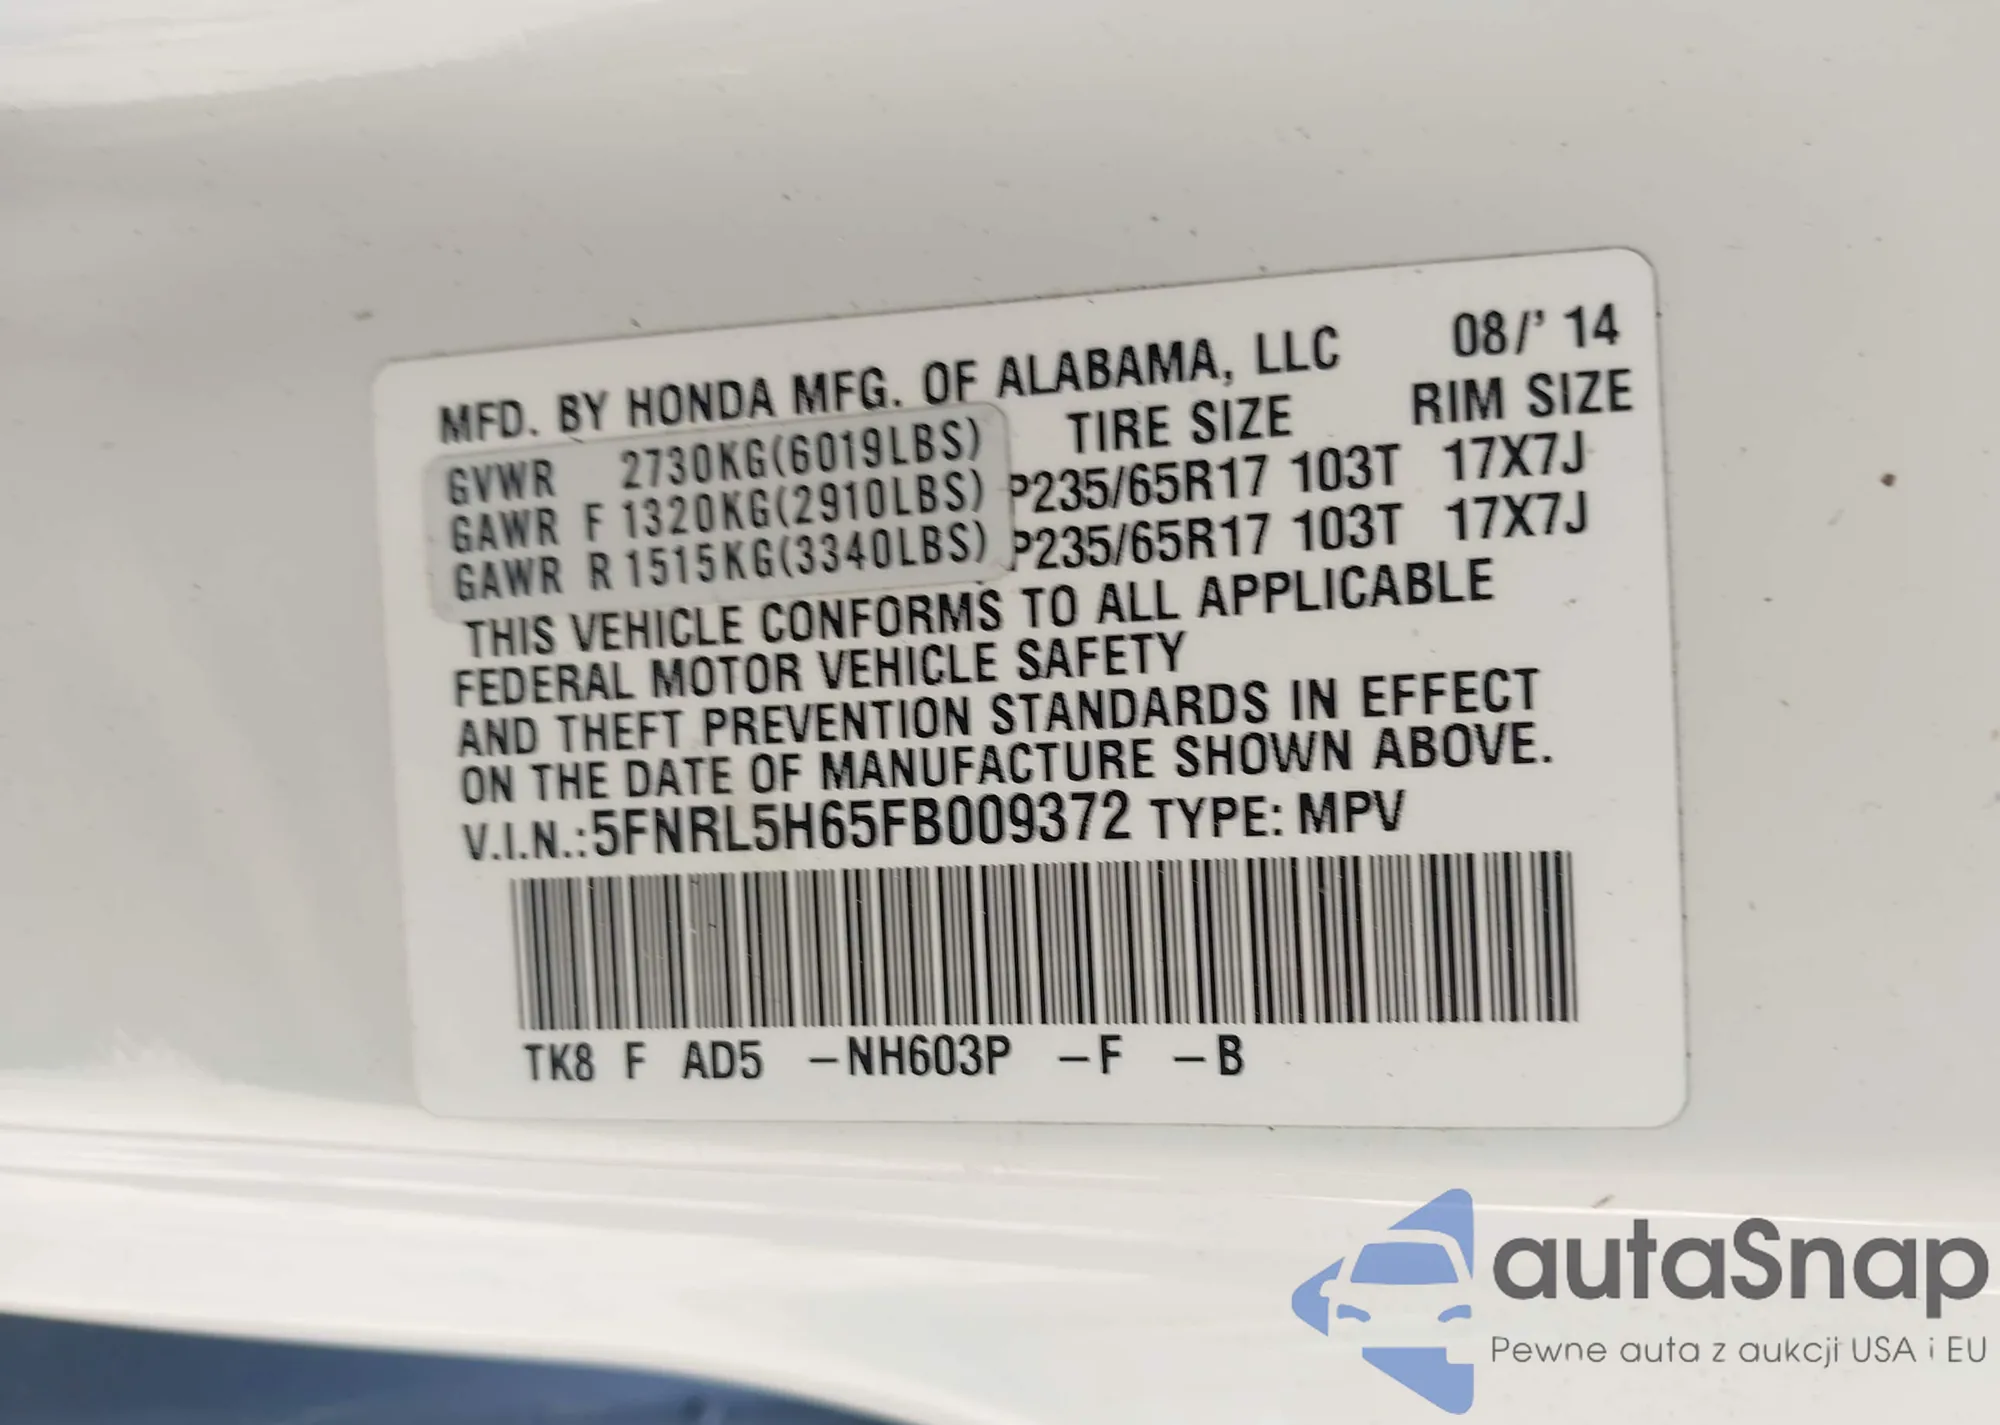 MFD. BY HONDA MFG. OF ALABAMA, LLC 08/' 14
TIRE SIZE RIM SIZE
GVWR 2730KG(6019LBS)
GAWR F 1320KG(2910LBS) P235/65R17 103T 17X7J
GAWR R 1515KG(3340LBS) P235/65R17 103T 17X7J
THIS VEHICLE CONFORMS TO ALL APPLICABLE
FEDERAL MOTOR VEHICLE SAFETY
AND THEFT PREVENTION STANDARDS IN EFFECT
ON THE DATE OF MANUFACTURE SHOWN ABOVE.
V.I.N.:5FNRL5H65FB009372 TYPE: MPV
TK8 F AD5 –NH603P –F –B
autaSnap
Pewne auta z aukcji USA i EU